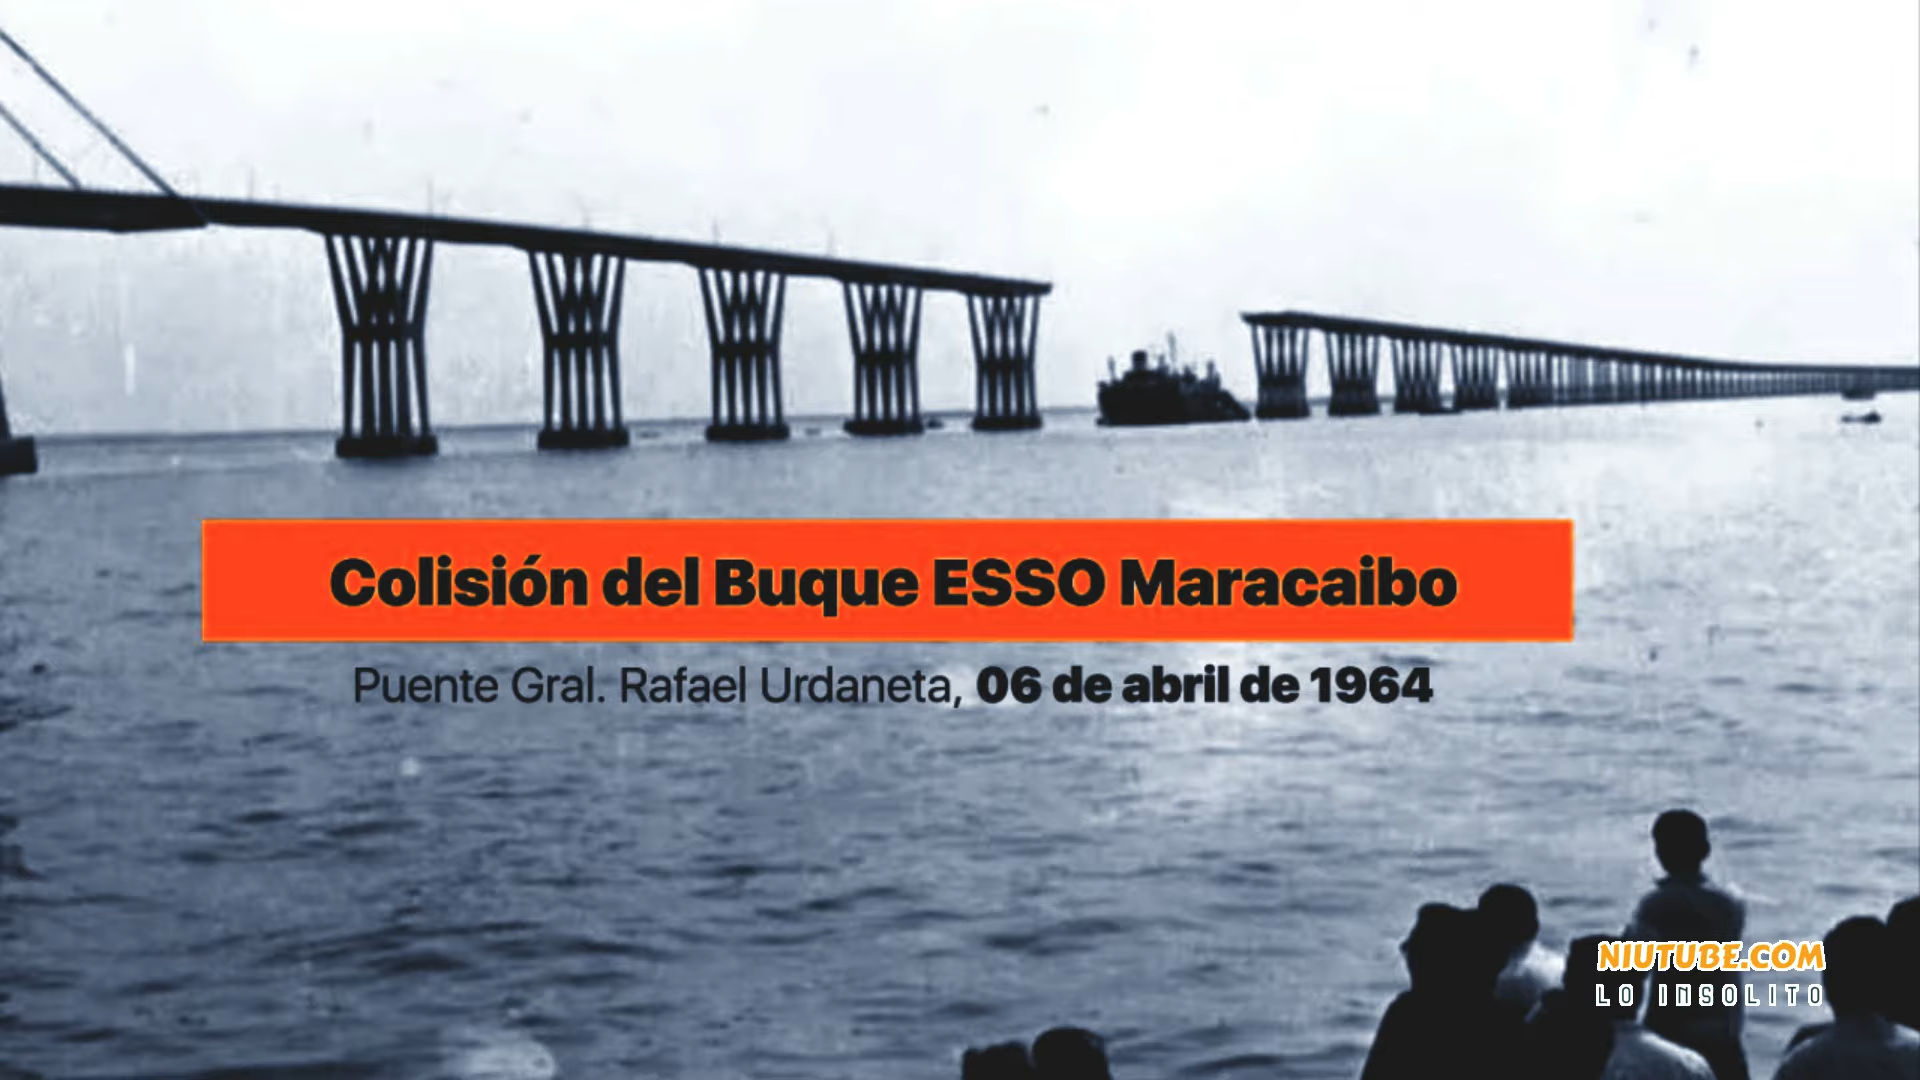 Colisión del Buque ESSO Maracaibo
Puente Gral. Rafael Urdaneta, 06 de abril de 1964
NIUTUBE.COM
LO INSOLITO